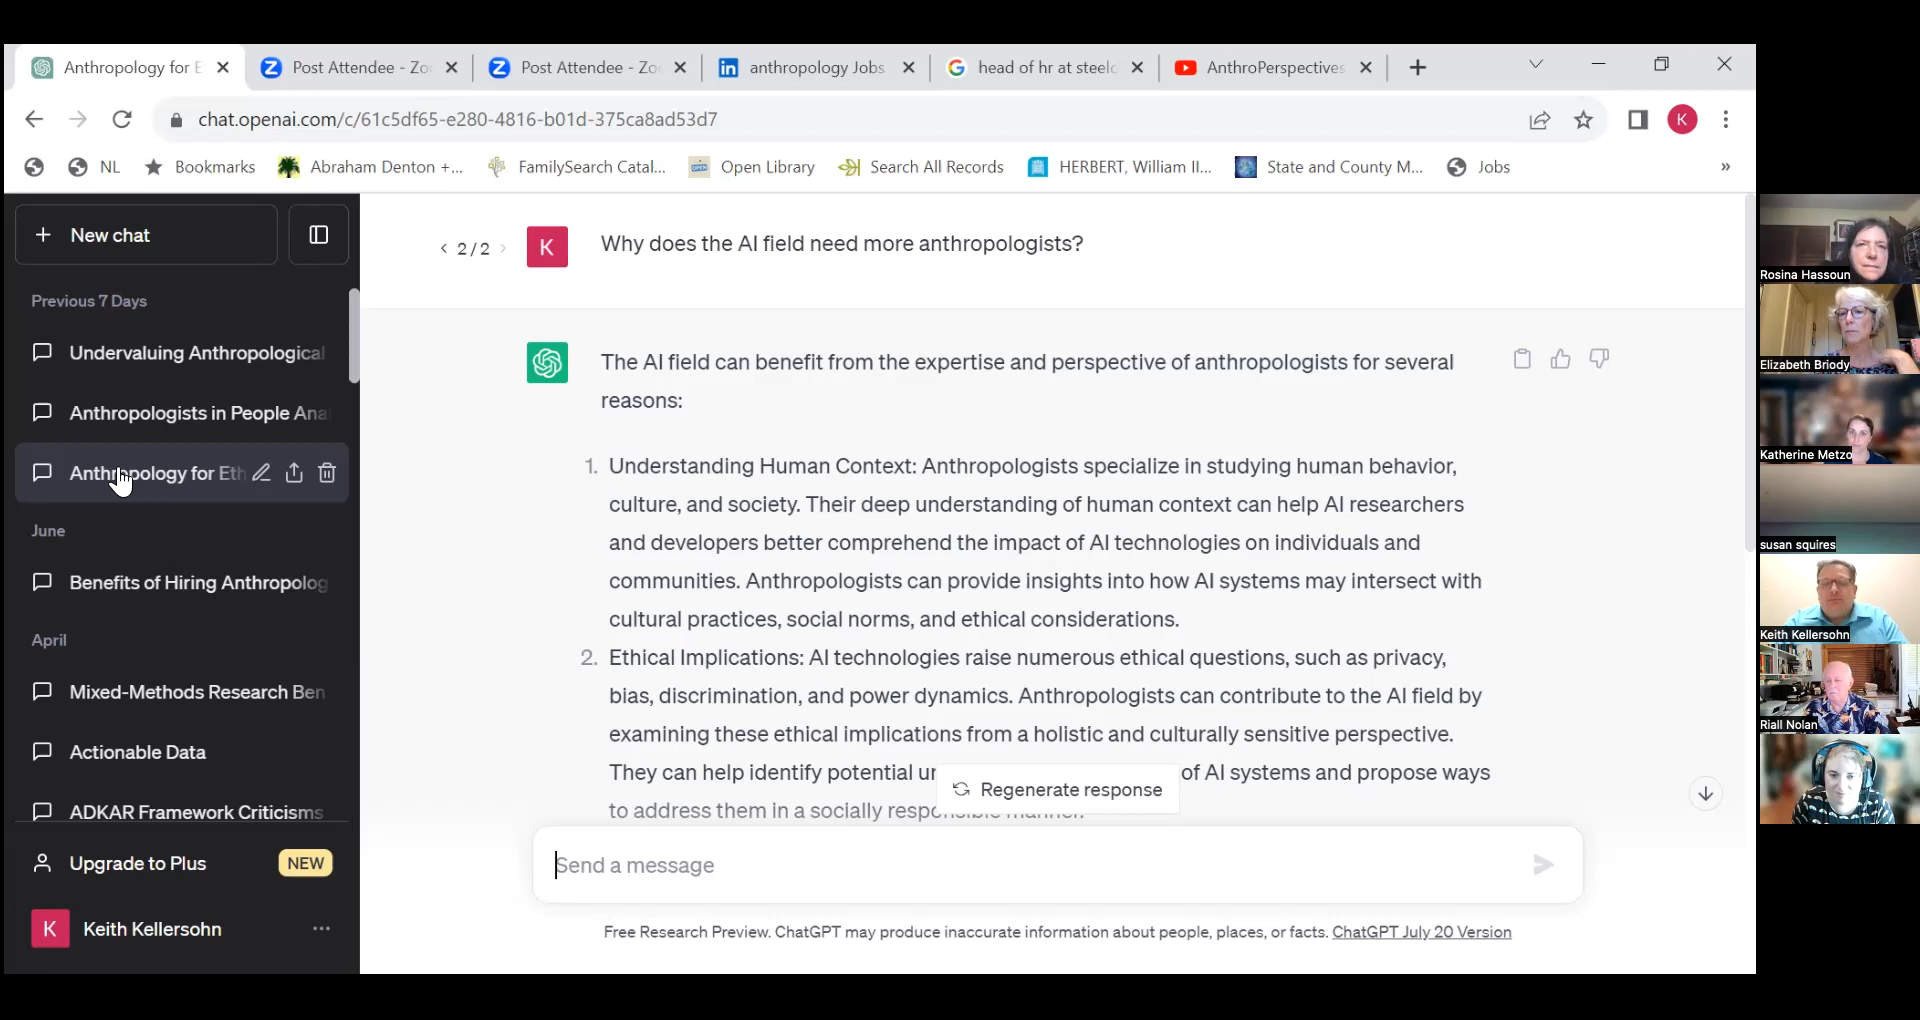 Anthropology for E
Post Attendee - Zo
Post Attendee - Zo
anthropology Jobs
head of hr at steelc
AnthroPerspectives
chat.openai.com/c/61c5df65-e280-4816-b01d-375ca8ad53d7
K
NL
Bookmarks
Abraham Denton +...
FamilySearch Catal...
Open Library
Search All Records
HERBERT, William II...
State and County M...
Jobs
»
+ New chat
Previous 7 Days
Undervaluing Anthropological
Anthropologists in People Ana
Anthropology for Eth
June
Benefits of Hiring Anthropolog
April
Mixed-Methods Research Ben
Actionable Data
ADKAR Framework Criticisms
Upgrade to Plus NEW
K Keith Kellersohn ...
< 2 / 2 >
K
Why does the AI field need more anthropologists?
The AI field can benefit from the expertise and perspective of anthropologists for several
reasons:
1. Understanding Human Context: Anthropologists specialize in studying human behavior,
culture, and society. Their deep understanding of human context can help AI researchers
and developers better comprehend the impact of AI technologies on individuals and
communities. Anthropologists can provide insights into how AI systems may intersect with
cultural practices, social norms, and ethical considerations.
2. Ethical Implications: AI technologies raise numerous ethical questions, such as privacy,
bias, discrimination, and power dynamics. Anthropologists can contribute to the AI field by
examining these ethical implications from a holistic and culturally sensitive perspective.
They can help identify potential of AI systems and propose ways
to address them in a socially responsible manner.
Regenerate response
Send a message
Free Research Preview. ChatGPT may produce inaccurate information about people, places, or facts. ChatGPT July 20 Version
Rosina Hassoun
Elizabeth Briody
Katherine Metzo
susan squires
Keith Kellersohn
Riall Nolan